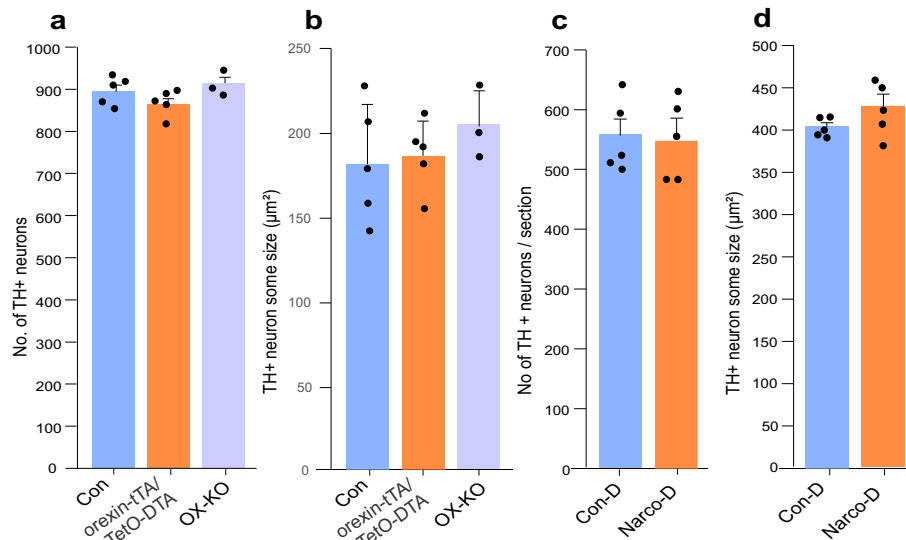 a
No. of TH+ neurons
1000
900
800
900
600
500
400
300
200
100
0
Con
orexin-tTA/
TetO-DTA
OX-KO
b
TH+ neuron some size (µm²)
250
200
150
100
50
0
Con
orexin-tTA/
TetO-DTA
OX-KO
c
No of TH + neurons / section
700
600
500
400
300
200
100
0
Con-D
Narco-D
d
TH+ neuron some size (µm²)
500
450
400
350
300
250
200
150
100
50
0
Con-D
Narco-D